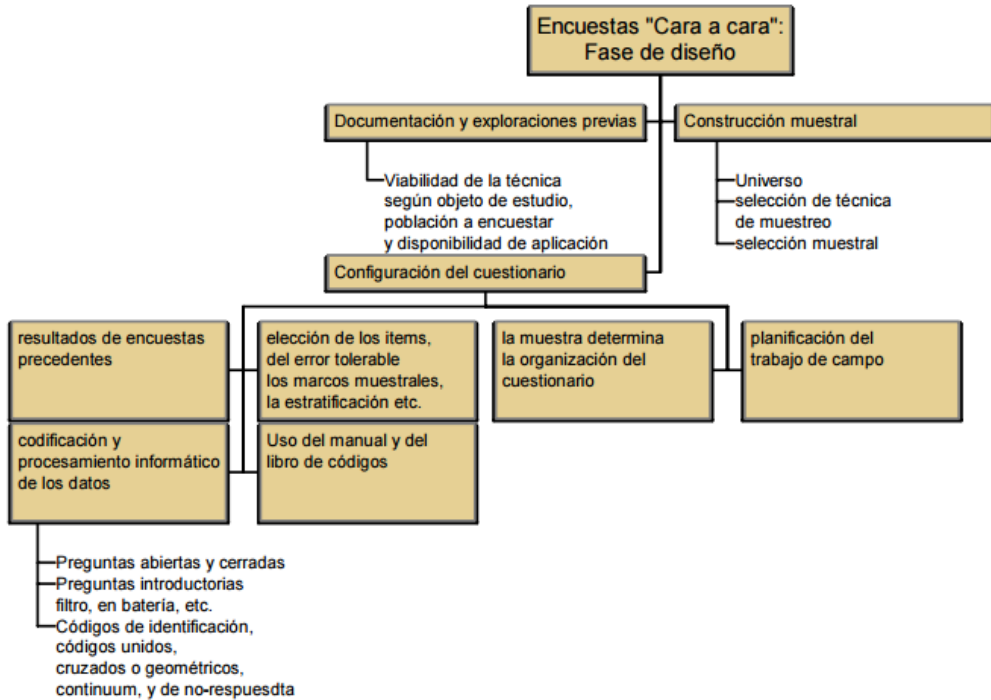 Encuestas "Cara a cara":
Fase de diseño
Documentación y exploraciones previas
Construcción muestral
Viabilidad de la técnica
según objeto de estudio,
población a encuestar
y disponibilidad de aplicación
Universo
selección de técnica
de muestreo
selección muestral
Configuración del cuestionario
resultados de encuestas
precedentes
elección de los items,
del error tolerable
los marcos muestrales,
la estratificación etc.
la muestra determina
la organización del
cuestionario
planificación del
trabajo de campo
codificación y
procesamiento informático
de los datos
Uso del manual y del
libro de códigos
Preguntas abiertas y cerradas
Preguntas introductorias
filtro, en batería, etc.
Códigos de identificación,
códigos unidos,
cruzados o geométricos,
continuum, y de no-respuesdta